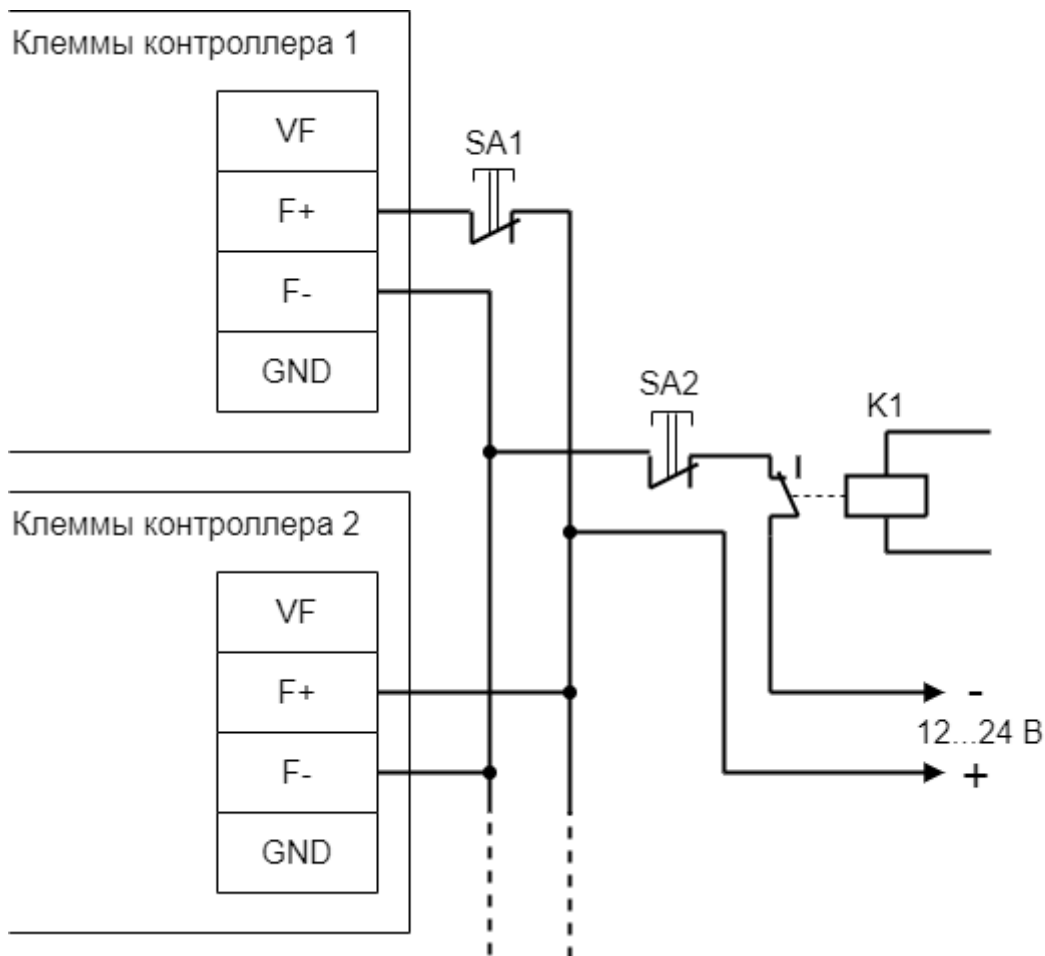 Клеммы контроллера 1
VF
SA1
F+
F-
GND
SA2
K1
Клеммы контроллера 2
VF
F+
-
12...24 В
F-
+
GND